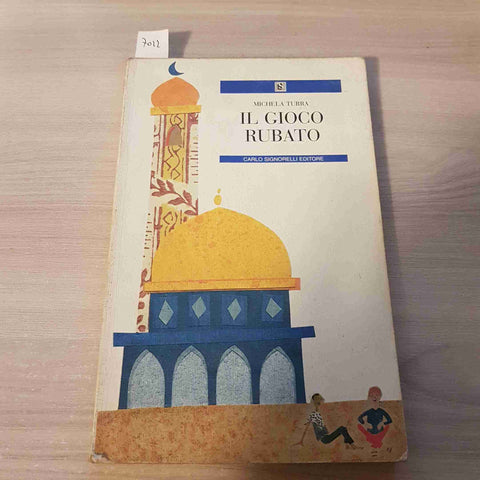 7012
S
MICHELA TURRA
IL GIOCO
RUBATO
CARLO SIGNORELLI EDITORE